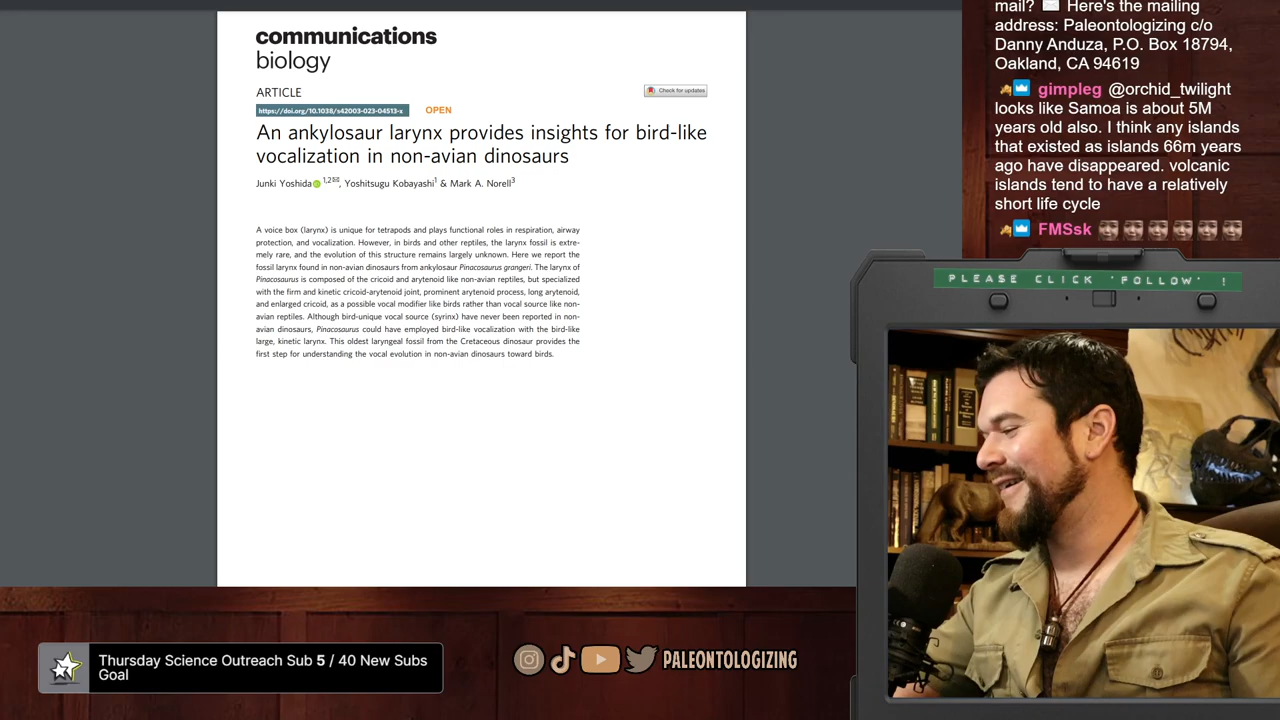 communications
biology
ARTICLE
Check for updates
https://doi.org/10.1038/s42003-023-04513-x
OPEN
An ankylosaur larynx provides insights for bird-like
vocalization in non-avian dinosaurs
Junki Yoshida 1,2✉, Yoshitsugu Kobayashi1 & Mark A. Norell3
A voice box (larynx) is unique for tetrapods and plays functional roles in respiration, airway
protection, and vocalization. However, in birds and other reptiles, the larynx fossil is extre-
mely rare, and the evolution of this structure remains largely unknown. Here we report the
fossil larynx found in non-avian dinosaurs from ankylosaur Pinacosaurus grangeri. The larynx of
Pinacosaurus is composed of the cricoid and arytenoid like non-avian reptiles, but specialized
with the firm and kinetic cricoid-arytenoid joint, prominent arytenoid process, long arytenoid,
and enlarged cricoid, as a possible vocal modifier like birds rather than vocal source like non-
avian reptiles. Although bird-unique vocal source (syrinx) have never been reported in non-
avian dinosaurs, Pinacosaurus could have employed bird-like vocalization with the bird-like
large, kinetic larynx. This oldest laryngeal fossil from the Cretaceous dinosaur provides the
first step for understanding the vocal evolution in non-avian dinosaurs toward birds.
mail? ✉️ Here's the mailing
address: Paleontologizing c/o
Danny Anduza, P.O. Box 18794,
Oakland, CA 94619
gimpleg @orchid_twilight
looks like Samoa is about 5M
years old also. I think any islands
that existed as islands 66m years
ago have disappeared. volcanic
islands tend to have a relatively
short life cycle
FMSsk
PLEASE CLICK 'FOLLOW' !
Thursday Science Outreach Sub 5 / 40 New Subs
Goal
PALEONTOLOGIZING